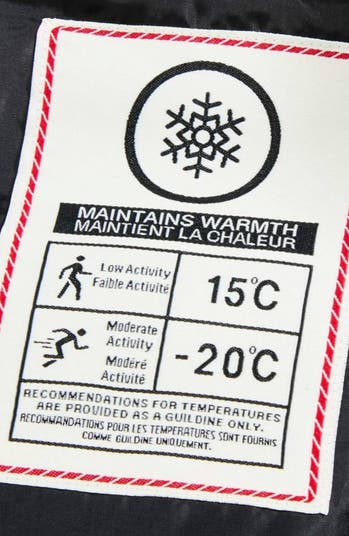 MAINTAINS WARMTH
MAINTIENT LA CHALEUR
Low Activity
Faible Activité
15°C
Moderate
Activity
Modéré
Activité
-20°C
RECOMMENDATIONS FOR TEMPERATURES
ARE PROVIDED AS A GUILDINE ONLY.
RECOMMANDATIONS POUR LES TEMPERATURES SONT FOURNIS
COMME GUILDINE UNIQUEMENT.